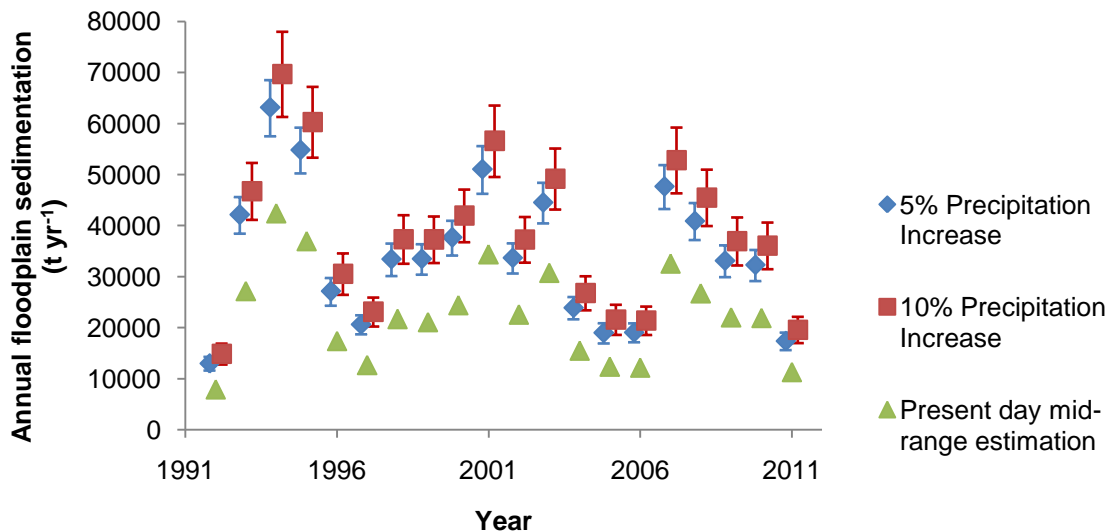 Annual floodplain sedimentation
(t yr⁻¹)
80000
70000
60000
50000
40000
30000
20000
10000
0
1991
1996
2001
2006
2011
Year
5% Precipitation
Increase
10% Precipitation
Increase
Present day mid-
range estimation